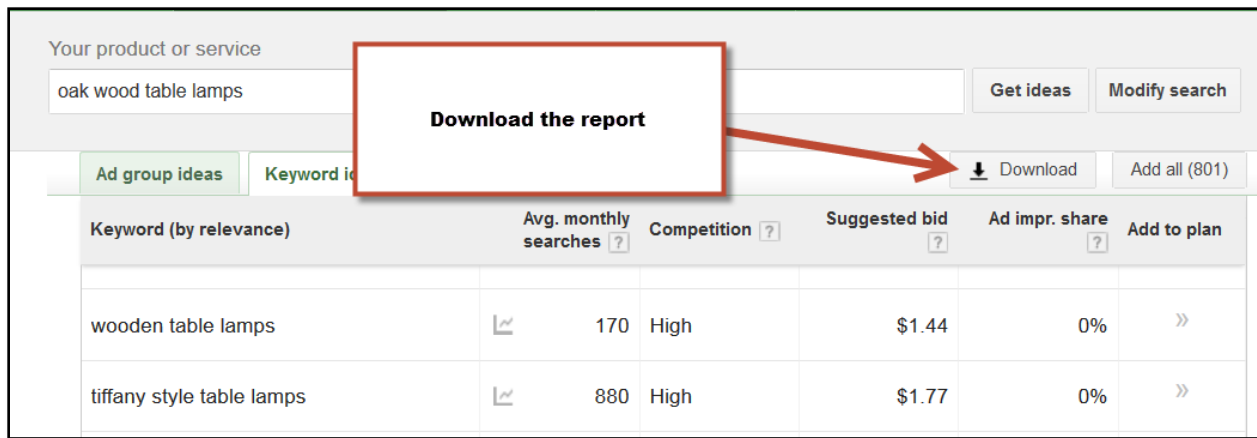 Your product or service
oak wood table lamps
Get ideas
Modify search
Download the report
Ad group ideas
Keyword id
Download
Add all (801)
Keyword (by relevance)
Avg. monthly
searches ?
Competition ?
Suggested bid
?
Ad impr. share
?
Add to plan
wooden table lamps 170 High $1.44 0% »
tiffany style table lamps 880 High $1.77 0% »